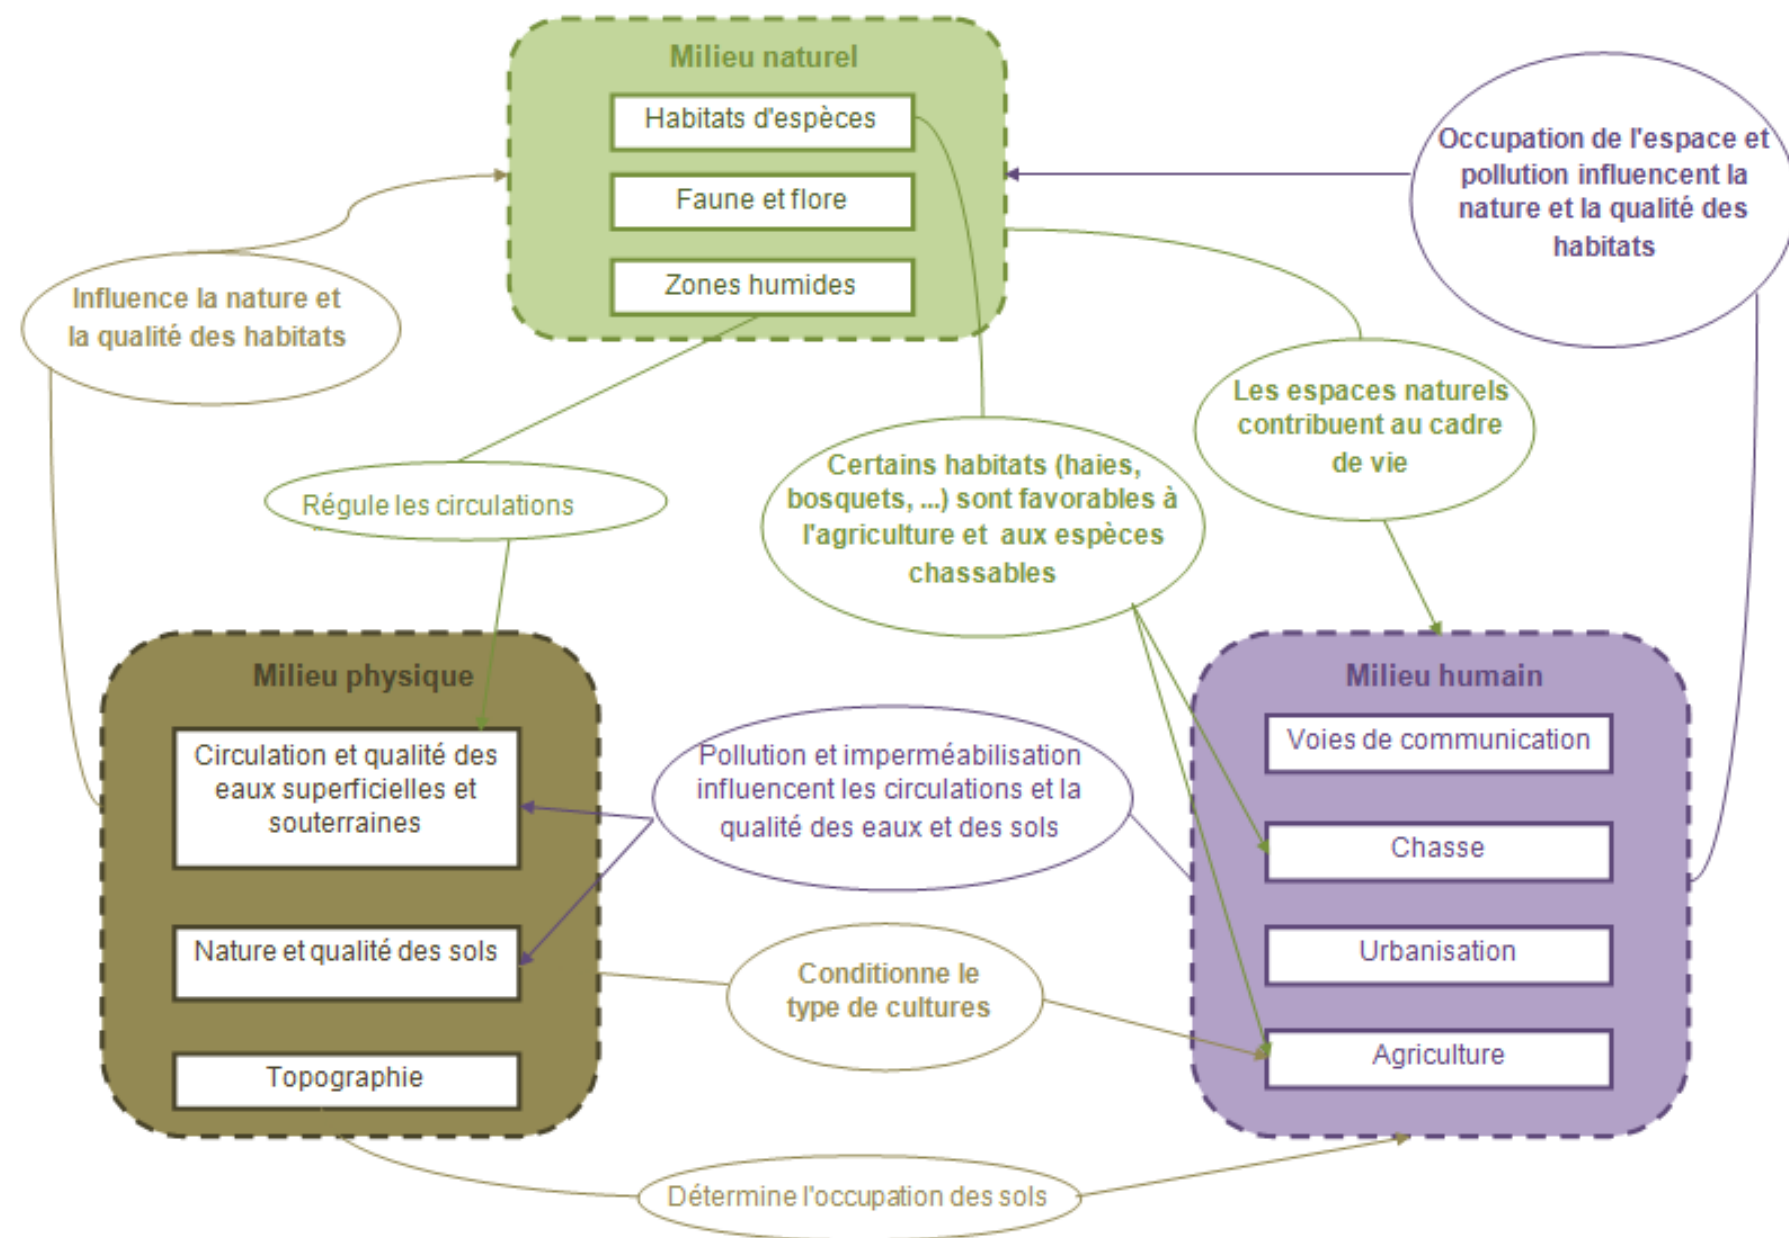 Milieu naturel
Habitats d'espèces
Faune et flore
Zones humides
Occupation de l'espace et
pollution influencent la
nature et la qualité des
habitats
Influence la nature et
la qualité des habitats
Les espaces naturels
contribuent au cadre
de vie
Régule les circulations
Certains habitats (haies,
bosquets, ...) sont favorables à
l'agriculture et aux espèces
chassables
Milieu physique
Circulation et qualité des
eaux superficielles et
souterraines
Nature et qualité des sols
Topographie
Pollution et imperméabilisation
influencent les circulations et la
qualité des eaux et des sols
Conditionne le
type de cultures
Milieu humain
Voies de communication
Chasse
Urbanisation
Agriculture
Détermine l'occupation des sols